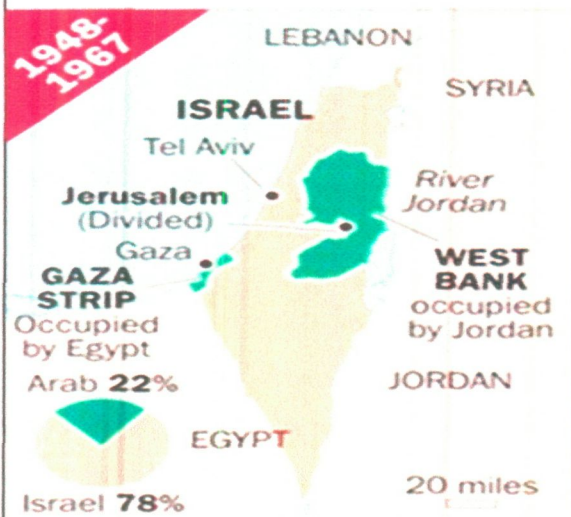 1948-
1967
LEBANON
SYRIA
ISRAEL
Tel Aviv
Jerusalem
(Divided)
River
Jordan
Gaza
GAZA
STRIP
Occupied
by Egypt
WEST
BANK
occupied
by Jordan
Arab 22%
JORDAN
EGYPT
Israel 78%
20 miles